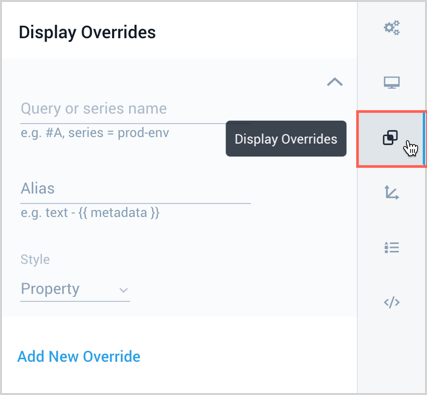 Display Overrides
Query or series name
e.g. #A, series = prod-env
Display Overrides
Alias
e.g. text - {{ metadata }}
Style
Property
Add New Override